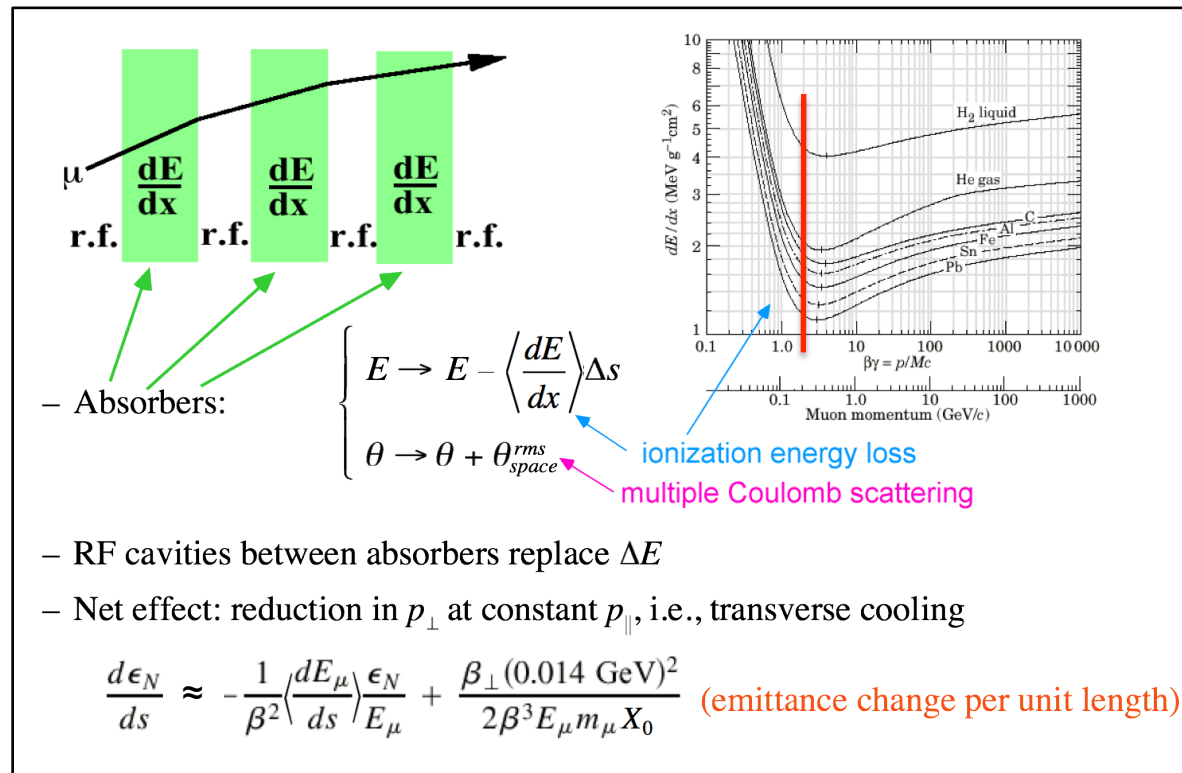 μ
dE/dx dE/dx dE/dx
r.f. r.f. r.f. r.f.
10
6
5
4
3
2
1
dE/dx (MeV g⁻¹cm²)
H₂ liquid
He gas
C
Al
Fe
Sn
Pb
0.1 1.0 10 100 1000 10000
βγ = p/Mc
0.1 1.0 10 100 1000
Muon momentum (GeV/c)
– Absorbers:
E → E – ⟨dE/dx⟩Δs
θ → θ + θ_space^rms
ionization energy loss
multiple Coulomb scattering
– RF cavities between absorbers replace ΔE
– Net effect: reduction in p⊥ at constant p∥, i.e., transverse cooling
dϵ_N/ds ≈ -1/β²⟨dE_μ/ds⟩ϵ_N/E_μ + β⊥(0.014 GeV)²/2β³E_μm_μX₀ (emittance change per unit length)